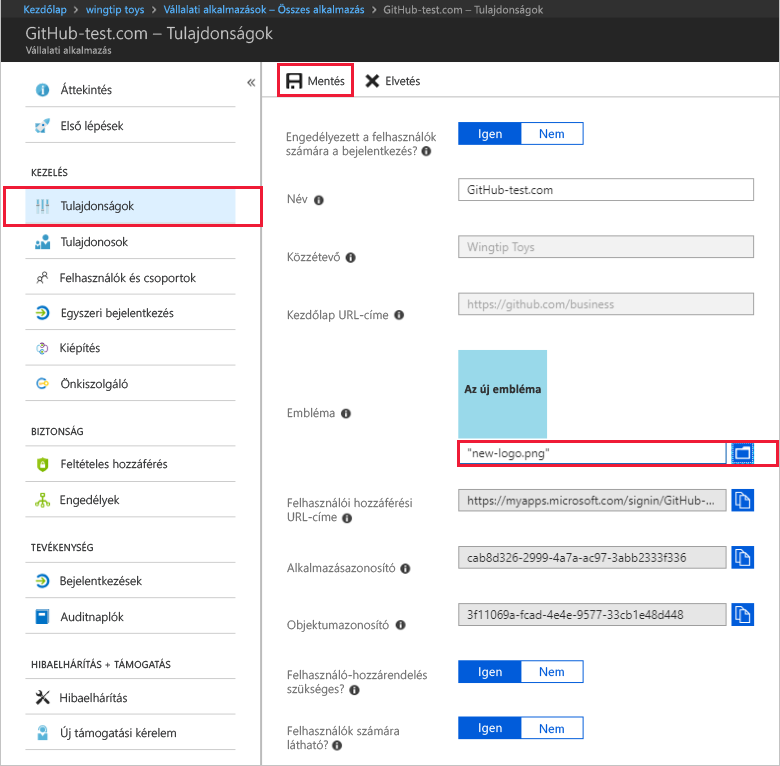 Kezdőlap > wingtip toys > Vállalati alkalmazások – Összes alkalmazás > GitHub-test.com – Tulajdonságok
GitHub-test.com – Tulajdonságok
Vállalati alkalmazás
«
Áttekintés
Első lépések
KEZELÉS
Tulajdonságok
Tulajdonosok
Felhasználók és csoportok
Egyszeri bejelentkezés
Kiépítés
Önkiszolgáló
BIZTONSÁG
Feltételes hozzáférés
Engedélyek
TEVÉKENYSÉG
Bejelentkezések
Auditnaplók
HIBAELHÁRÍTÁS + TÁMOGATÁS
Hibaelhárítás
Új támogatási kérelem
Mentés Elvetés
Engedélyezett a felhasználók
számára a bejelentkezés?
Igen Nem
Név
GitHub-test.com
Közzétevő
Wingtip Toys
Kezdőlap URL-címe
https://github.com/business
Embléma
Az új embléma
"new-logo.png"
Felhasználói hozzáférési
URL-címe
https://myapps.microsoft.com/signin/GitHub-...
Alkalmazásazonosító
cab8d326-2999-4a7a-ac97-3abb2333f336
Objektumazonosító
3f11069a-fcad-4e4e-9577-33cb1e48d448
Felhasználó-hozzárendelés
szükséges?
Igen Nem
Felhasználók számára
látható?
Igen Nem